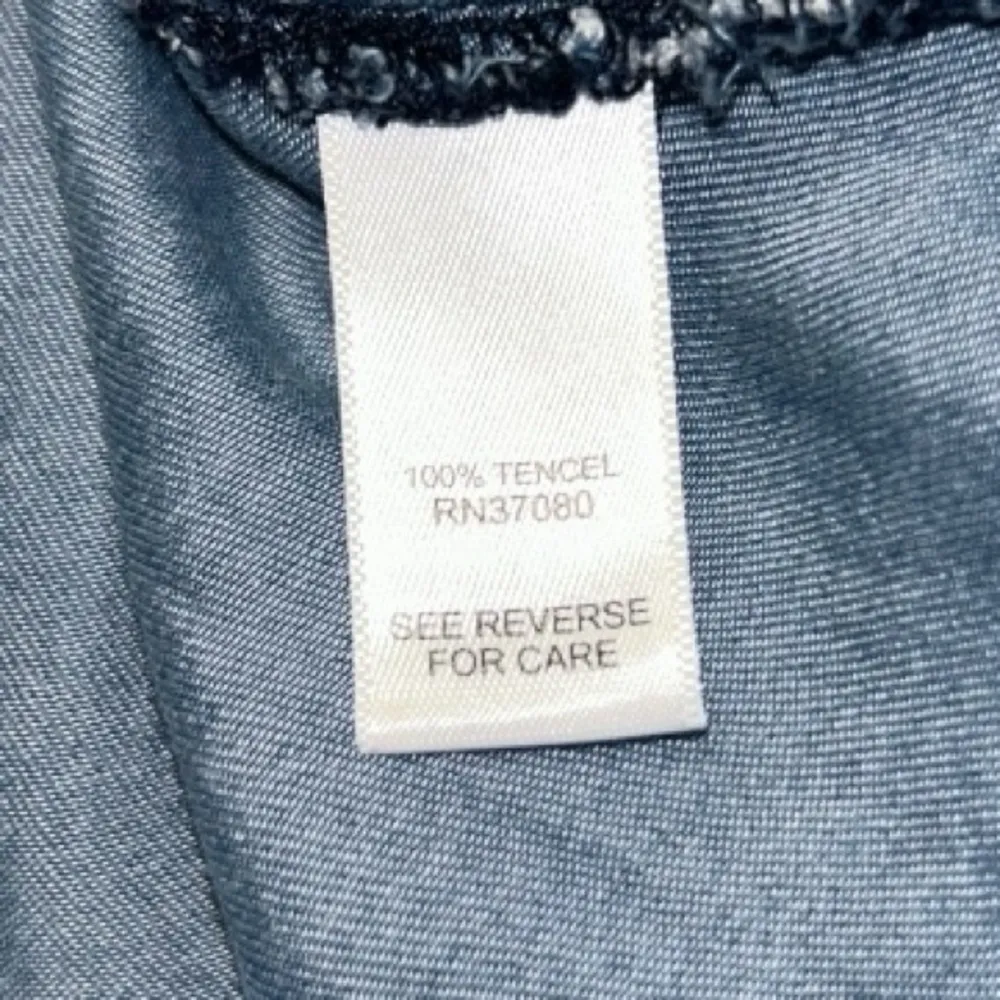 100% TENCEL
RN37080
SEE REVERSE
FOR CARE